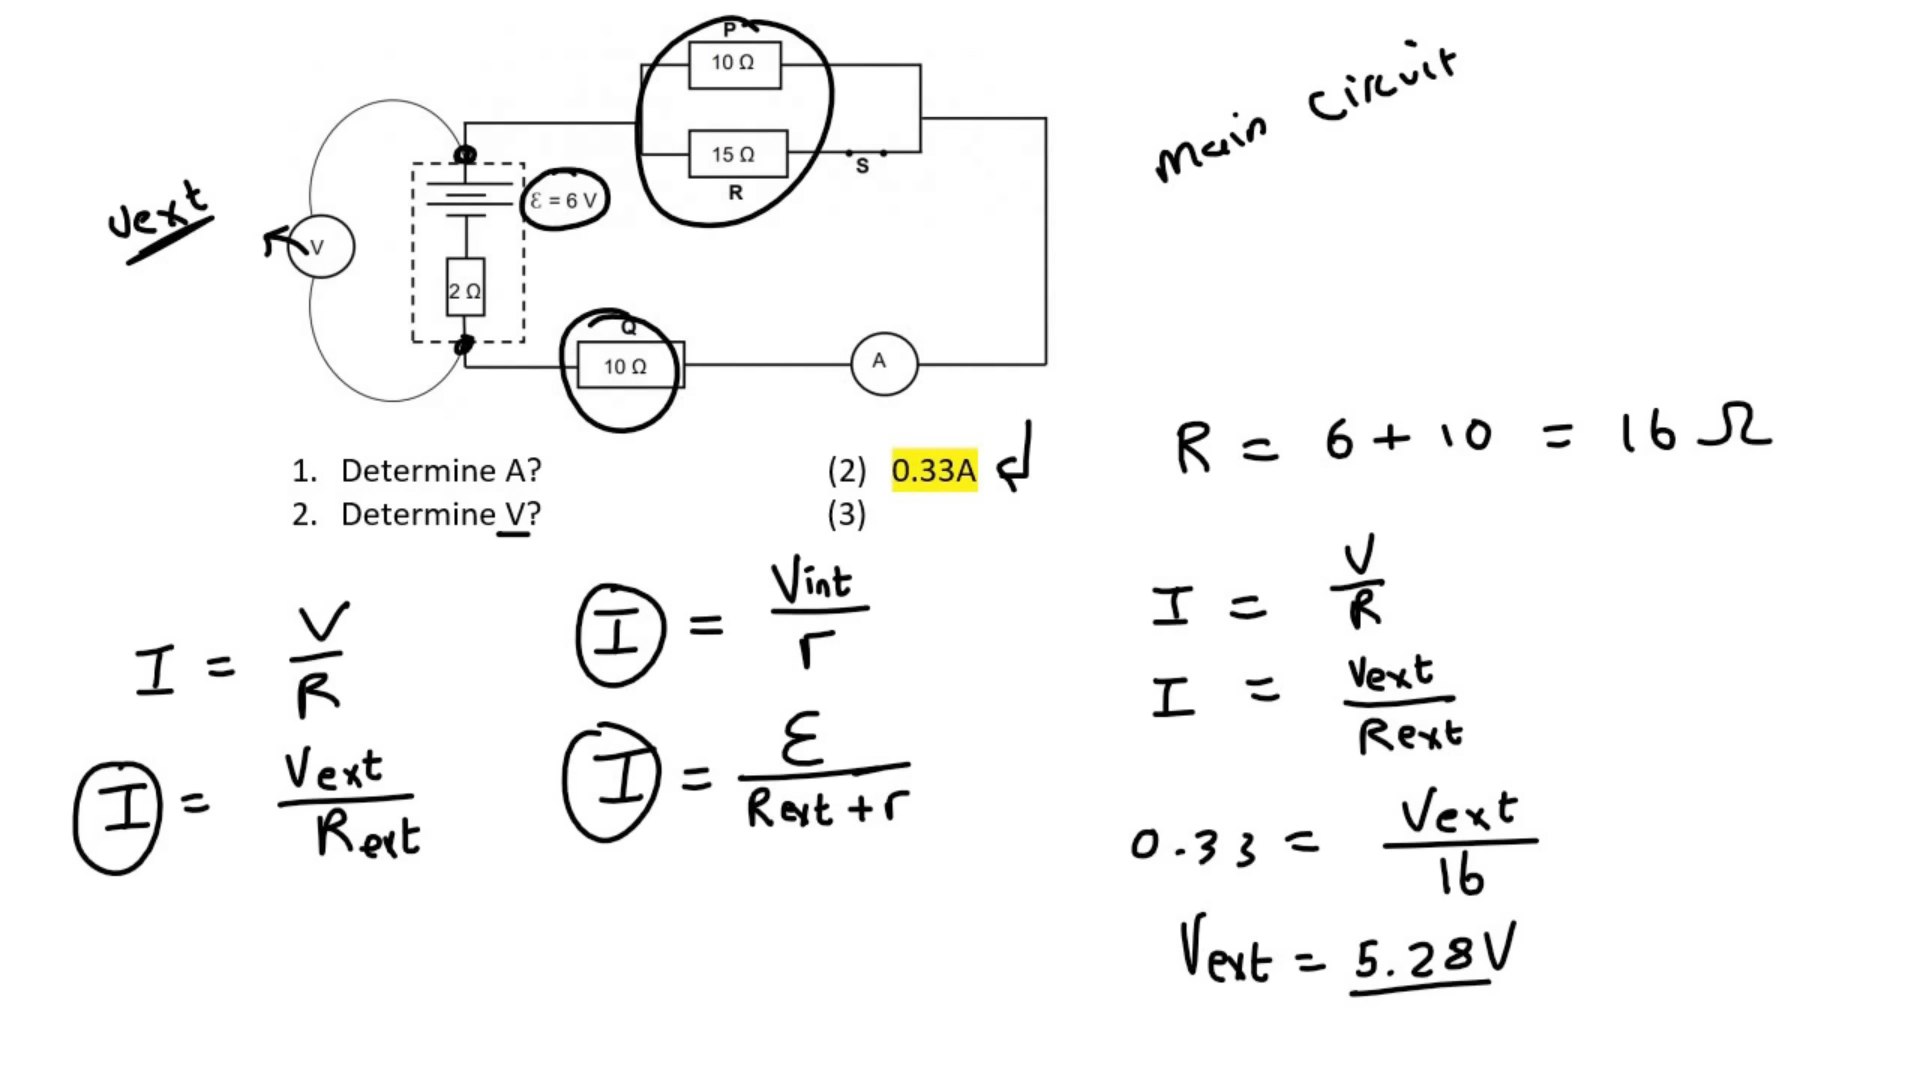 P
10 Ω
main circuit
15 Ω
S
R
ℰ = 6 V
Vext
V
2 Ω
Q
10 Ω
A
R = 6 + 10 = 16 Ω
1. Determine A? (2) 0.33A
2. Determine V? (3)
I = V/R
I = Vint/r
I = Vext/Rext
I = ℰ/Rext + r
I = V/R
I = Vext/Rext
0.33 = Vext/16
Vext = 5.28V